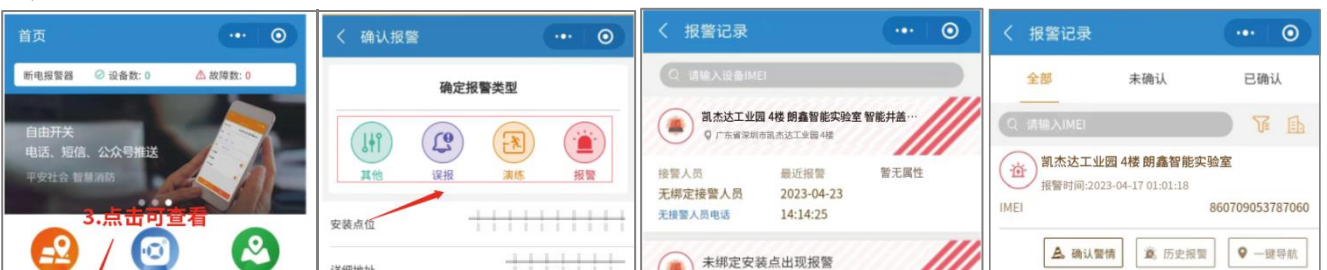 首页
断电报警器 设备数: 0 故障数: 0
自由开关
电话、短信、公众号推送
平安社会 智慧消防
3.点击可查看
确认报警
确定报警类型
其他 误报 演练 报警
安装点位
详细地址
报警记录
请输入设备IMEI
凯杰达工业园 4楼 朗鑫智能实验室 智能井盖…
广东省深圳市凯杰达工业园 4楼
接警人员 最近报警 暂无属性
无绑定接警人员 2023-04-23
无接警人员电话 14:14:25
未绑定安装点出现报警
报警记录
全部 未确认 已确认
请输入IMEI
凯杰达工业园 4楼 朗鑫智能实验室
报警时间:2023-04-17 01:01:18
IMEI 860709053787060
确认警情 历史报警 一键导航